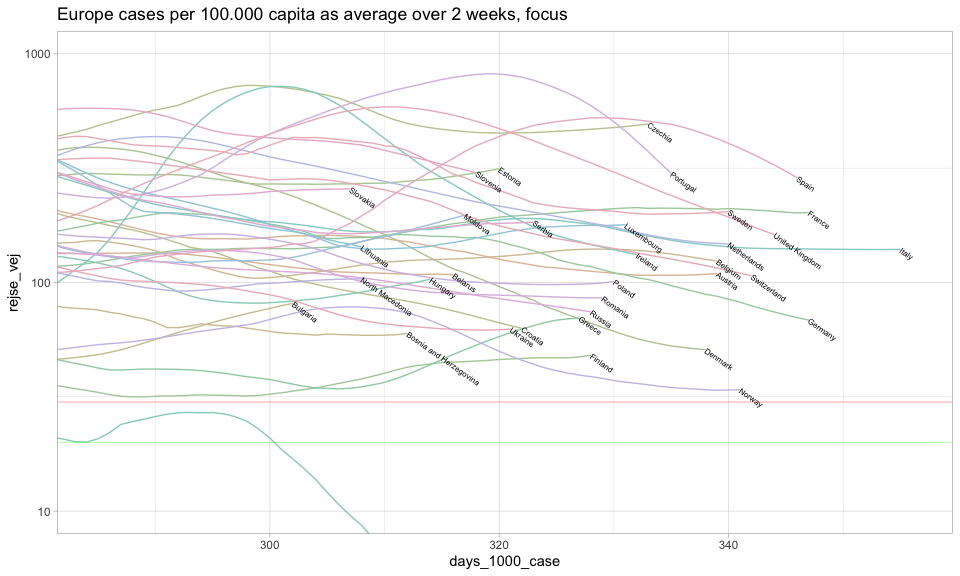 Europe cases per 100.000 capita as average over 2 weeks, focus
1000
Czechia
Estonia
Slovenia
Portugal
Spain
Slovakia
Moldova
Sweden
France
Serbia
Luxembourg
United Kingdom
Lithuania
Ireland
Netherlands
Italy
Belgium
100
Belarus
Austria
Switzerland
North Macedonia
Hungary
Poland
Bulgaria
Romania
Russia
Greece
Germany
Croatia
Ukraine
Bosnia and Herzegovina
Finland
Denmark
Norway
10
rejse_vej
300
320
340
days_1000_case